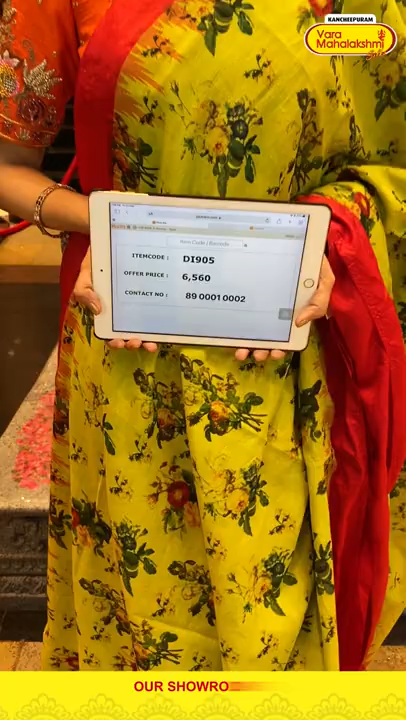 KANCHEEPURAM
Vara
Mahalakshmi
Item Code | Barcode
ITEMCODE : DI905
OFFER PRICE : 6,560
CONTACT NO : 89 0001 0002
OUR SHOWRO